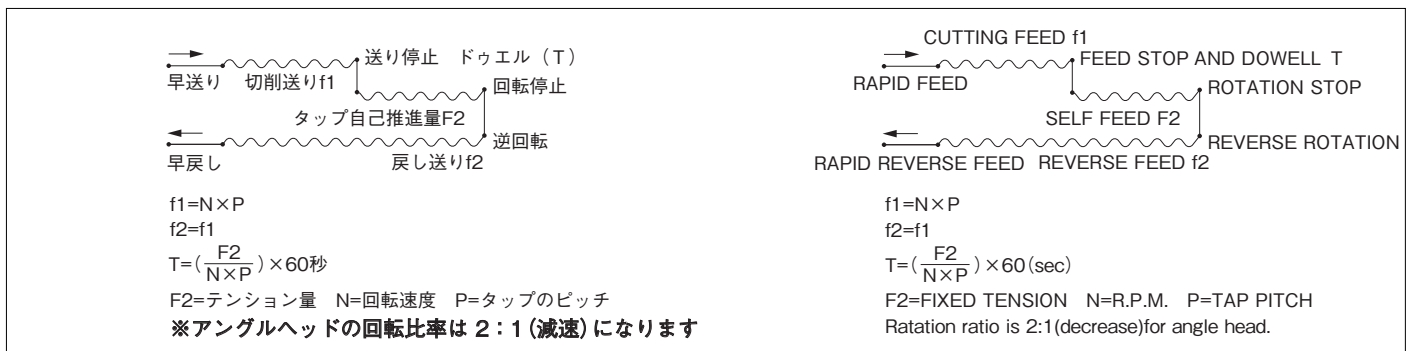 送り停止 ドゥエル（T）
早送り 切削送りf1
回転停止
タップ自己推進量F2
逆回転
早戻し 戻し送りf2
f1=N×P
f2=f1
T=(F2/N×P)×60秒
F2=テンション量 N=回転速度 P=タップのピッチ
※アングルヘッドの回転比率は 2：1（減速）になります
CUTTING FEED f1
FEED STOP AND DOWELL T
RAPID FEED
ROTATION STOP
SELF FEED F2
REVERSE ROTATION
RAPID REVERSE FEED REVERSE FEED f2
f1=N×P
f2=f1
T=(F2/N×P)×60(sec)
F2=FIXED TENSION N=R.P.M. P=TAP PITCH
Ratation ratio is 2:1(decrease)for angle head.